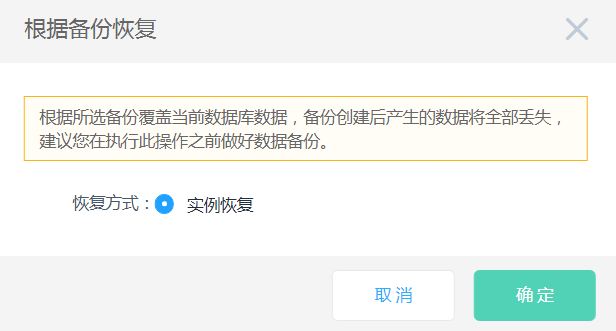 根据备份恢复
根据所选备份覆盖当前数据库数据，备份创建后产生的数据将全部丢失，
建议您在执行此操作之前做好数据备份。
恢复方式： 实例恢复
取消 确定